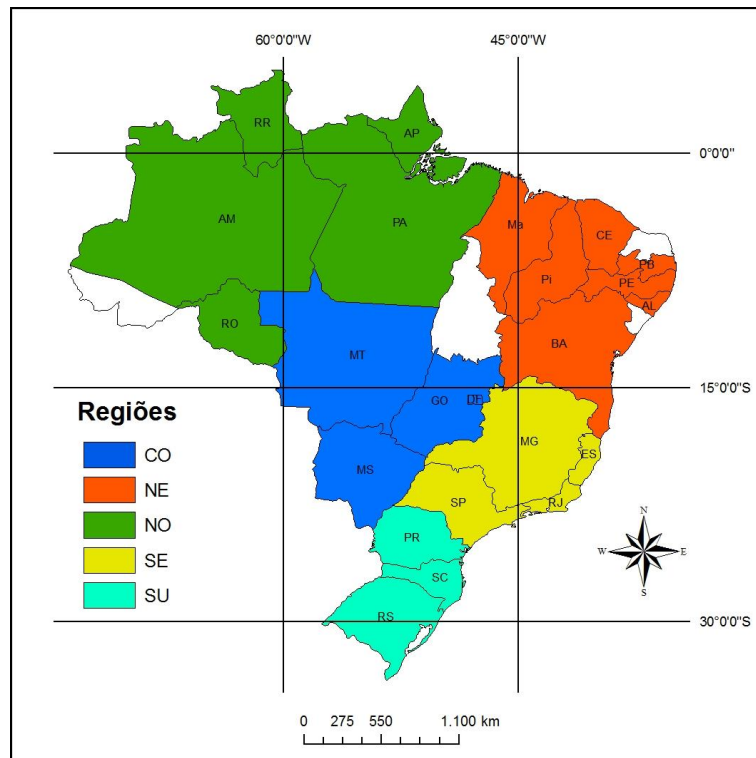 60°0'0"W 45°0'0"W
RR AP
0°0'0"
AM PA Ma CE
PB
Pi PE
AL
RO
MT BA
15°0'0"S
GO DF
Regiões
CO
NE
NO
SE
SU
MS MG ES
SP RJ
PR
SC
RS
N
W E
S
30°0'0"S
0 275 550 1.100 km